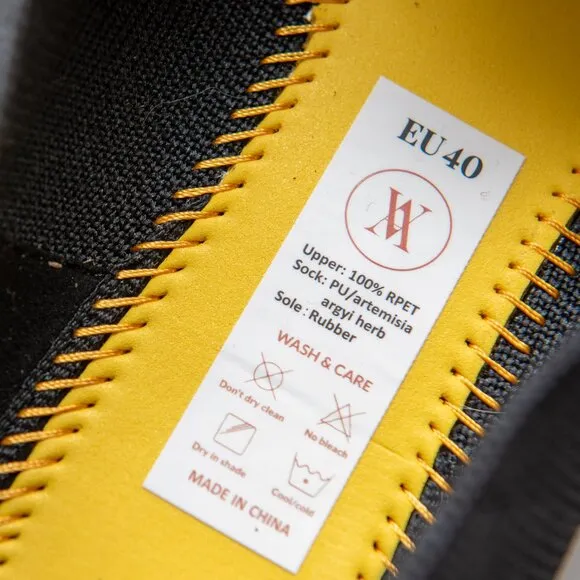 EU 40
Upper: 100% RPET
Sock: PU/artemisia
argyi herb
Sole: Rubber
WASH & CARE
Don't dry clean
No bleach
Dry in shade
Cool/cold
MADE IN CHINA